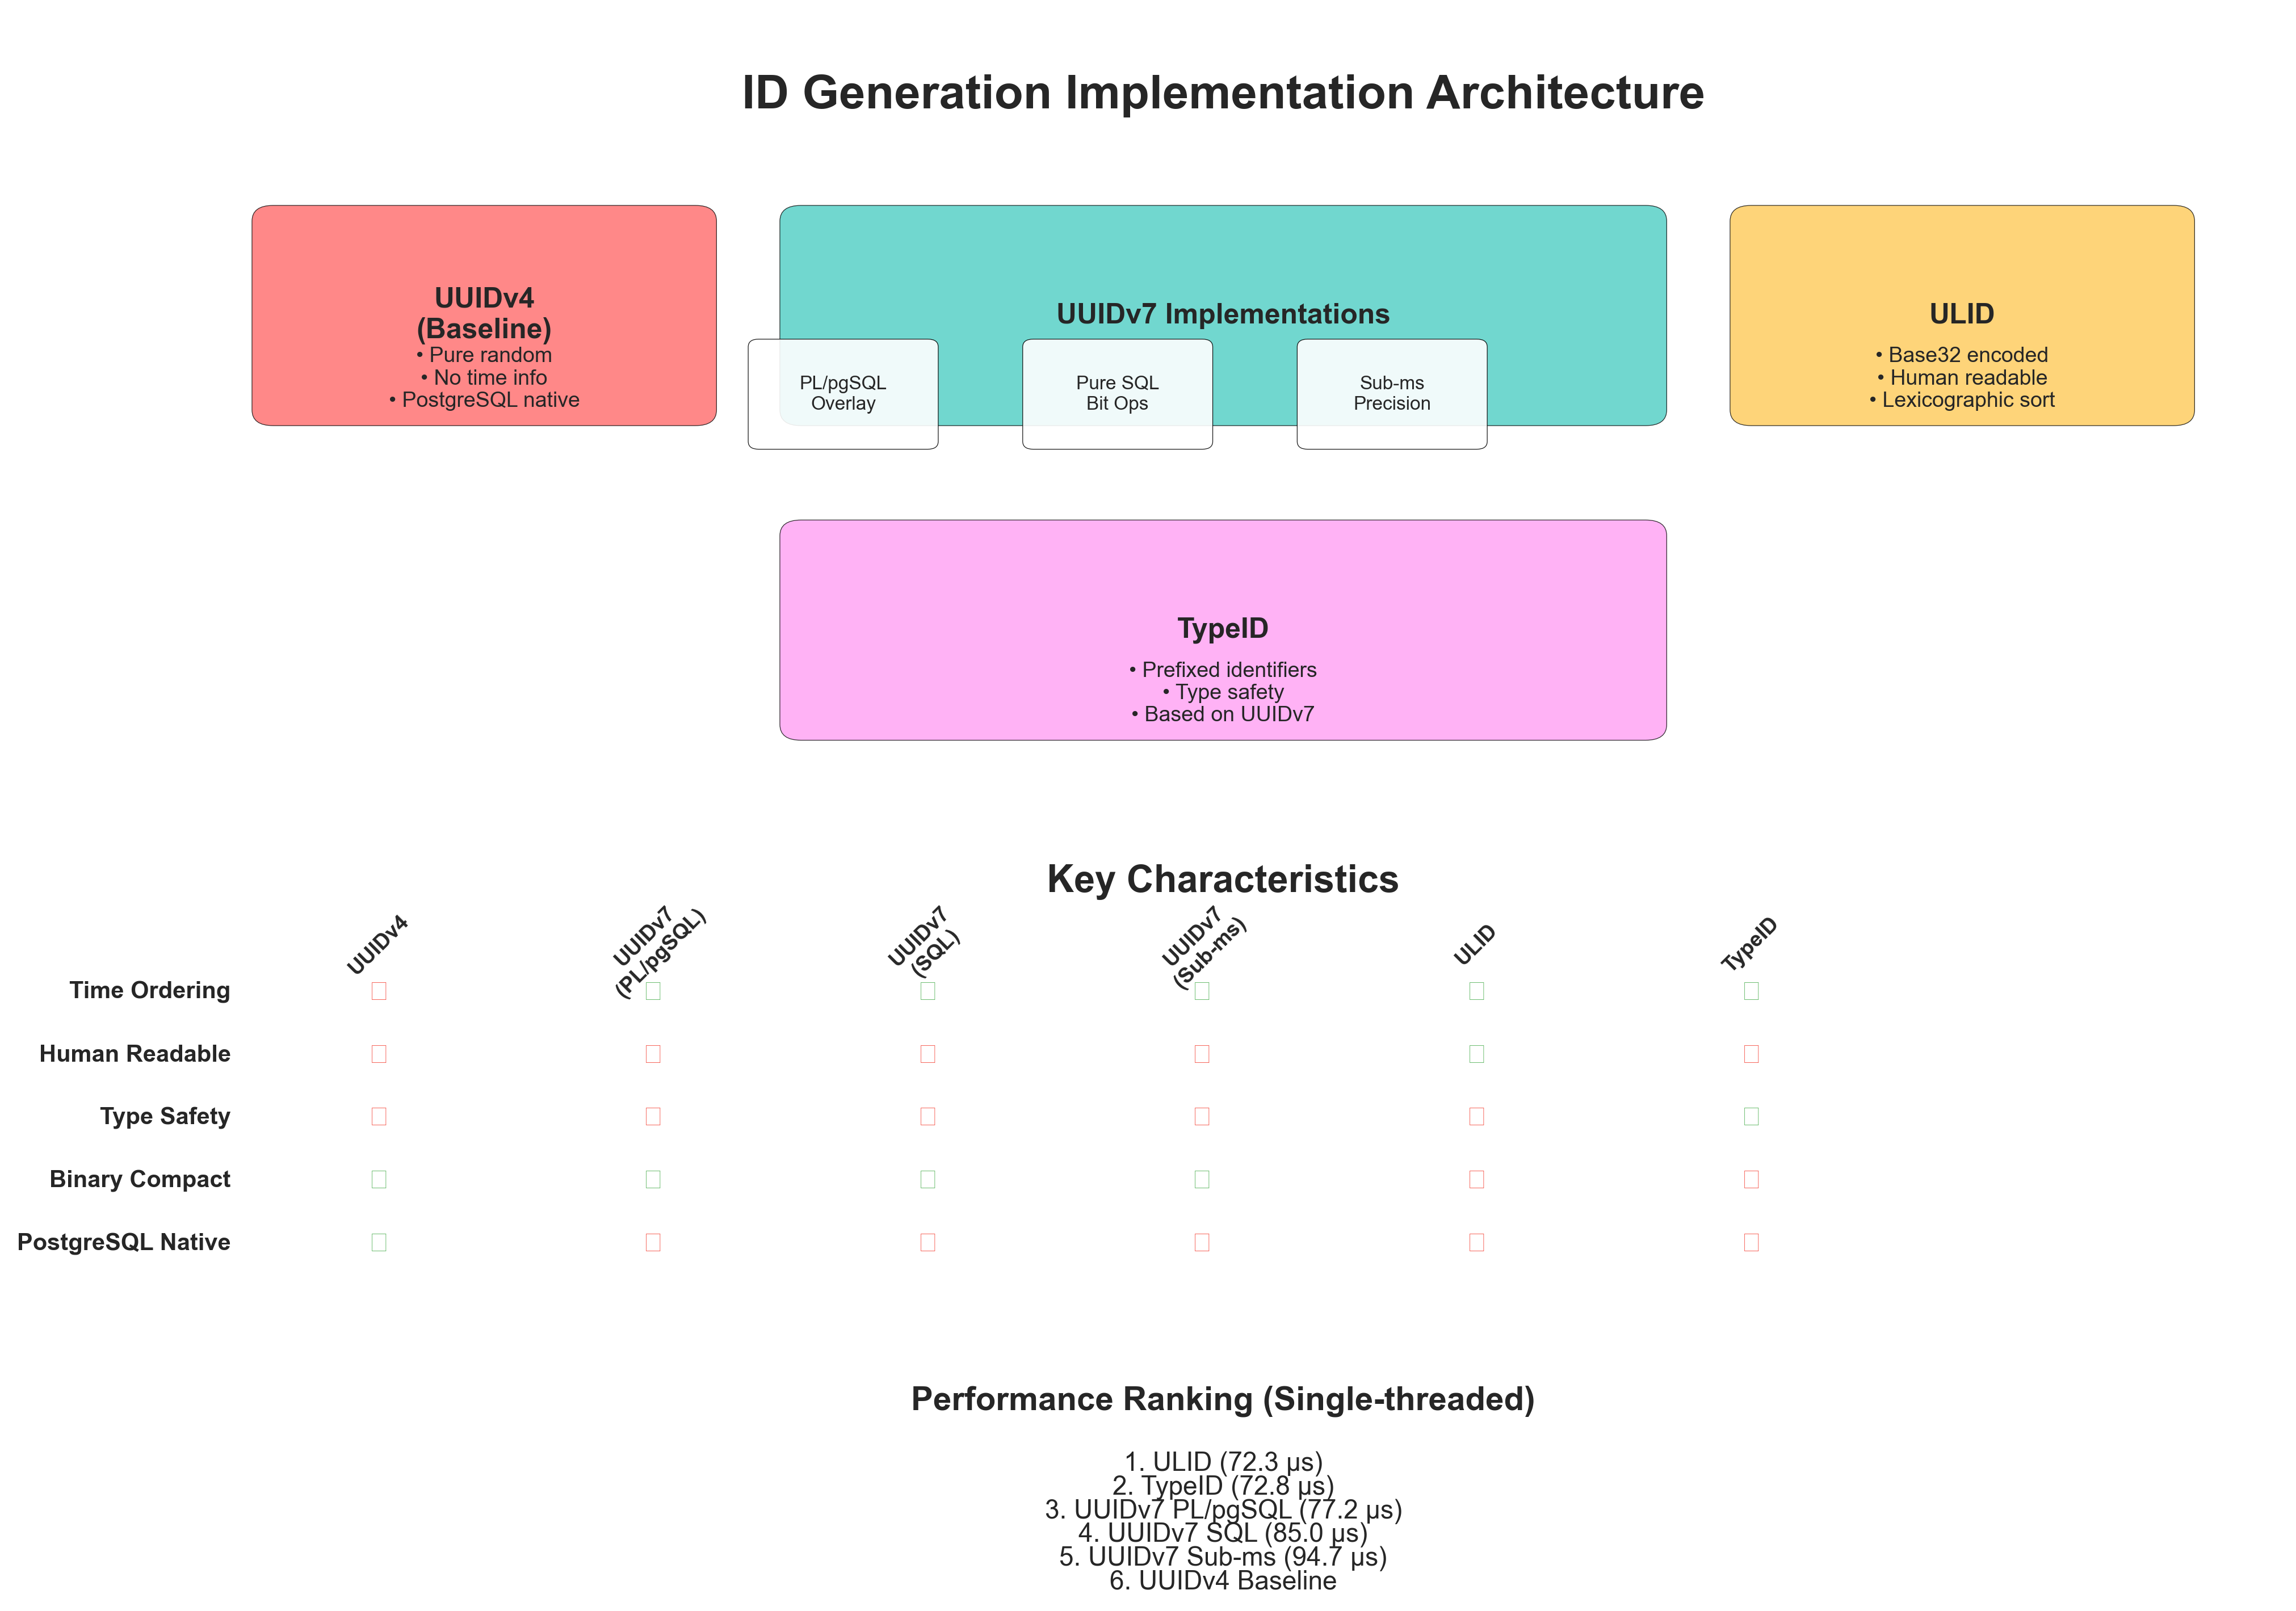 ID Generation Implementation Architecture
UUIDv4
(Baseline)
• Pure random
• No time info
• PostgreSQL native
UUIDv7 Implementations
PL/pgSQL
Overlay
Pure SQL
Bit Ops
Sub-ms
Precision
ULID
• Base32 encoded
• Human readable
• Lexicographic sort
TypeID
• Prefixed identifiers
• Type safety
• Based on UUIDv7
Key Characteristics
UUIDv4
UUIDv7
(PL/pgSQL)
UUIDv7
(SQL)
UUIDv7
(Sub-ms)
ULID
TypeID
Time Ordering
Human Readable
Type Safety
Binary Compact
PostgreSQL Native
Performance Ranking (Single-threaded)
1. ULID (72.3 μs)
2. TypeID (72.8 μs)
3. UUIDv7 PL/pgSQL (77.2 μs)
4. UUIDv7 SQL (85.0 μs)
5. UUIDv7 Sub-ms (94.7 μs)
6. UUIDv4 Baseline